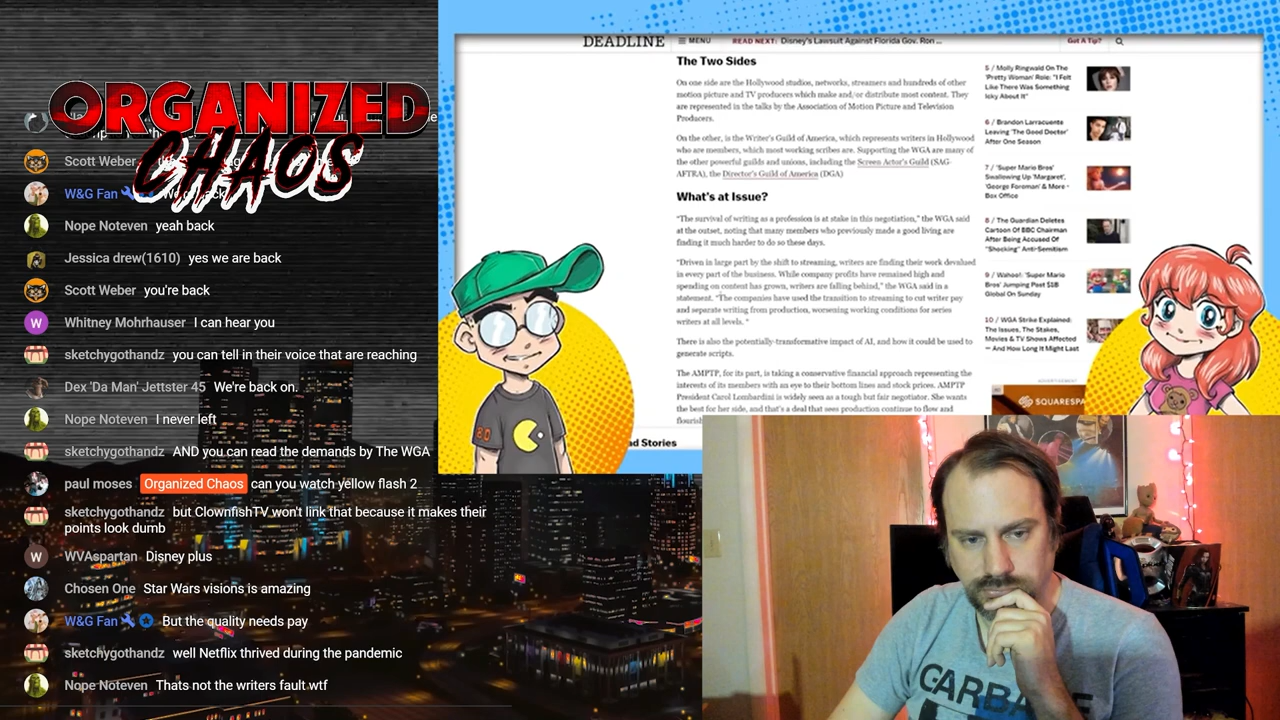 ORGANIZED
CHAOS
Scott Weber
W&G Fan
Nope Noteven yeah back
Jessica drew(1610) yes we are back
Scott Weber you're back
Whitney Mohnhauser I can hear you
sketchygothandz you can tell in their voice their reaching
Doc 'Da Man' Jettsters 45 We're back on.
Nope Noteven u never left
sketchygothandz AND you can read the demands by The WGA
paul moses Organized Chaos can you watch yellow flash 2
sketchygothandz but ClownfishTV won't link that because it makes their
points look dumb
W
WVAspartan Disney plus
Chosen One Star Wars visions is amazing
W&G Fan But the quality needs pay
sketchygothandz well Netflix thrived during the pandemic
Nope Noteven Thats not the writers fault wtf
DEADLINE
MENU
READ NEXT: Disney's Lawsuit Against Florida Gov. Ron ...
Got A Tip?
The Two Sides
On one side are the Hollywood studios, networks, streamers and hundreds of other
motion picture and TV producers which make and/or distribute most content. They
are represented in the talks by the Association of Motion Picture and Television
Producers.
On the other, is the Writer's Guild of America, which represents writers in Hollywood
who are members, which most working scribes are. Supporting the WGA are many of
the other powerful guilds and unions, including the Screen Actor's Guild (SAG-
AFTRA), the Director's Guild of America (DGA)
What's at Issue?
"The survival of writing as a profession is at stake in this negotiation," the WGA said
at the outset, noting that many members who previously made a good living are
finding it much harder to do so these days.
"Driven in large part by the shift to streaming, writers are finding their work devalued
in every part of the business. While company profits have remained high and
spending on content has grown, writers are falling behind," the WGA said in a
statement. "The companies have used the transition to streaming to cut writer pay
and separate writing from production, worsening working conditions for series
writers at all levels. "
There is also the potentially-transformative impact of AI, and how it could be used to
generate scripts.
The AMPTP, for its part, is taking a conservative financial approach representing the
interests of its members with an eye to their bottom lines and stock prices. AMPTP
President Carol Lombardini is widely seen as a tough but fair negotiator. She wants
the best for her side, and that's a deal that sees production continue to flow and
flourish
ad Stories
5 / Molly Ringwald On The
'Pretty Woman' Role: "I Felt
Like There Was Something
Icky About It"
6 / Brandon Larracuente
Leaving 'The Good Doctor'
After One Season
7 / 'Super Mario Bros'
Swallowing Up 'Margaret',
'George Foreman' & More -
Box Office
8 / The Guardian Deletes
Cartoon Of BBC Chairman
After Being Accused Of
"Shocking" Anti-Semitism
9 / Wahoo!: 'Super Mario
Bros' Jumping Past $1B
Global On Sunday
10 / WGA Strike Explained:
The Issues, The Stakes,
Movies & TV Shows Affected
— And How Long It Might Last
ADVERTISEMENT
SQUARESPA
80
GARBA